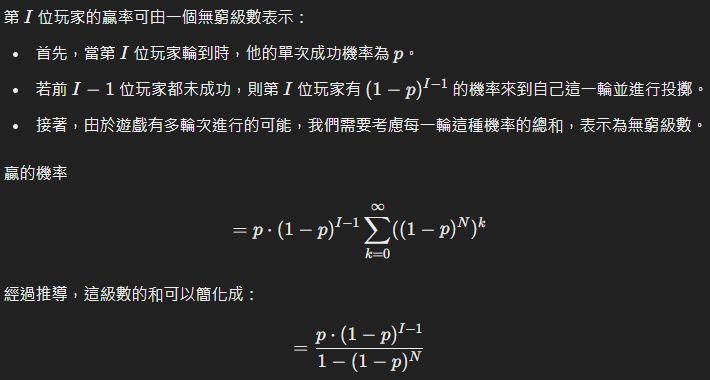 第 I 位玩家的贏率可由一個無窮級數表示：
• 首先，當第 I 位玩家輪到時，他的單次成功機率為 p。
• 若前 I − 1 位玩家都未成功，則第 I 位玩家有 (1 − p)^{I−1} 的機率來到自己這一輪並進行投擲。
• 接著，由於遊戲有多輪次進行的可能，我們需要考慮每一輪這種機率的總和，表示為無窮級數。
贏的機率
= p · (1 − p)^{I−1} \sum_{k=0}^{∞} ((1 − p)^N)^k
經過推導，這級數的和可以簡化成：
= \frac{p · (1 − p)^{I−1}}{1 − (1 − p)^N}